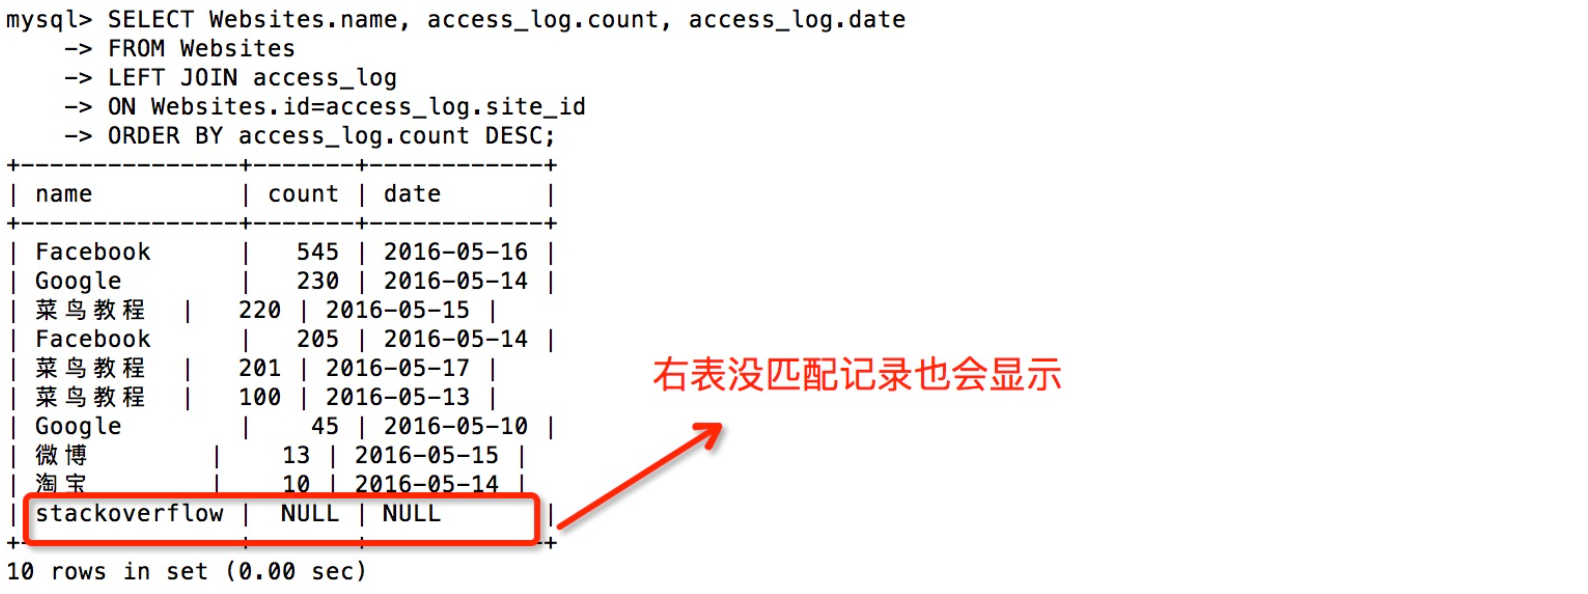 mysql> SELECT Websites.name, access_log.count, access_log.date
    -> FROM Websites
    -> LEFT JOIN access_log
    -> ON Websites.id=access_log.site_id
    -> ORDER BY access_log.count DESC;
+---------------+-------+------------+
| name          | count | date       |
+---------------+-------+------------+
| Facebook      |   545 | 2016-05-16 |
| Google        |   230 | 2016-05-14 |
| 菜鸟教程  |   220 | 2016-05-15 |
| Facebook      |   205 | 2016-05-14 |
| 菜鸟教程  |   201 | 2016-05-17 |
| 菜鸟教程  |   100 | 2016-05-13 |
| Google        |    45 | 2016-05-10 |
| 微博        |    13 | 2016-05-15 |
| 淘宝        |    10 | 2016-05-14 |
| stackoverflow |  NULL | NULL       |
+---------------+-------+------------+
10 rows in set (0.00 sec)
右表没匹配记录也会显示